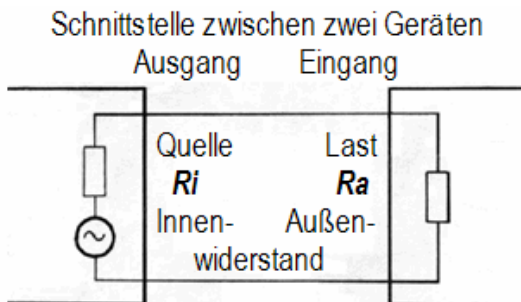 Schnittstelle zwischen zwei Geräten
Ausgang Eingang
Quelle Last
Ri Ra
Innen- Außen-
widerstand